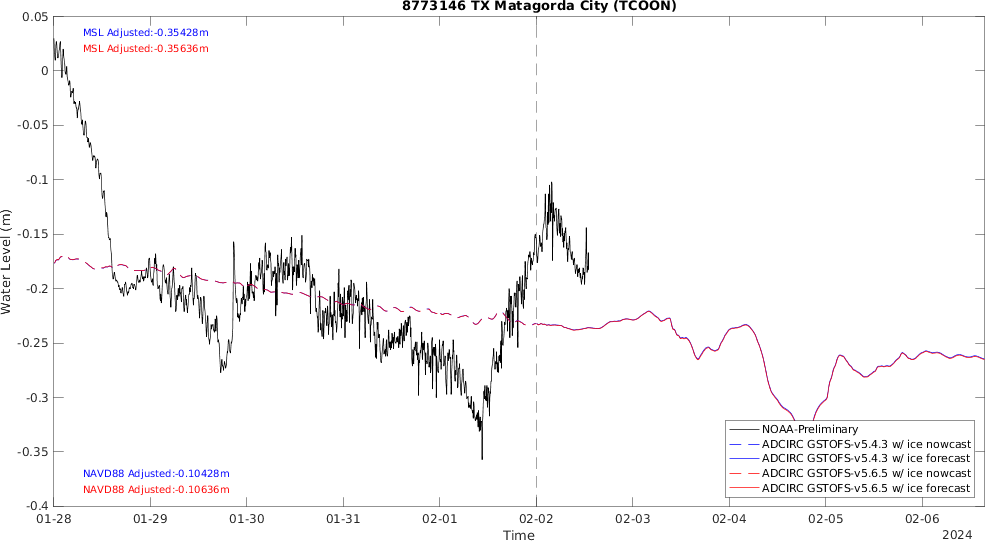 8773146 TX Matagorda City (TCOON)
MSL Adjusted:-0.35428m
MSL Adjusted:-0.35636m
0.05
0
-0.05
-0.1
-0.15
-0.2
-0.25
-0.3
-0.35
-0.4
Water Level (m)
NAVD88 Adjusted:-0.10428m
NAVD88 Adjusted:-0.10636m
NOAA-Preliminary
ADCIRC GSTOFS-v5.4.3 w/ ice nowcast
ADCIRC GSTOFS-v5.4.3 w/ ice forecast
ADCIRC GSTOFS-v5.6.5 w/ ice nowcast
ADCIRC GSTOFS-v5.6.5 w/ ice forecast
01-28 01-29 01-30 01-31 02-01 02-02 02-03 02-04 02-05 02-06
Time
2024